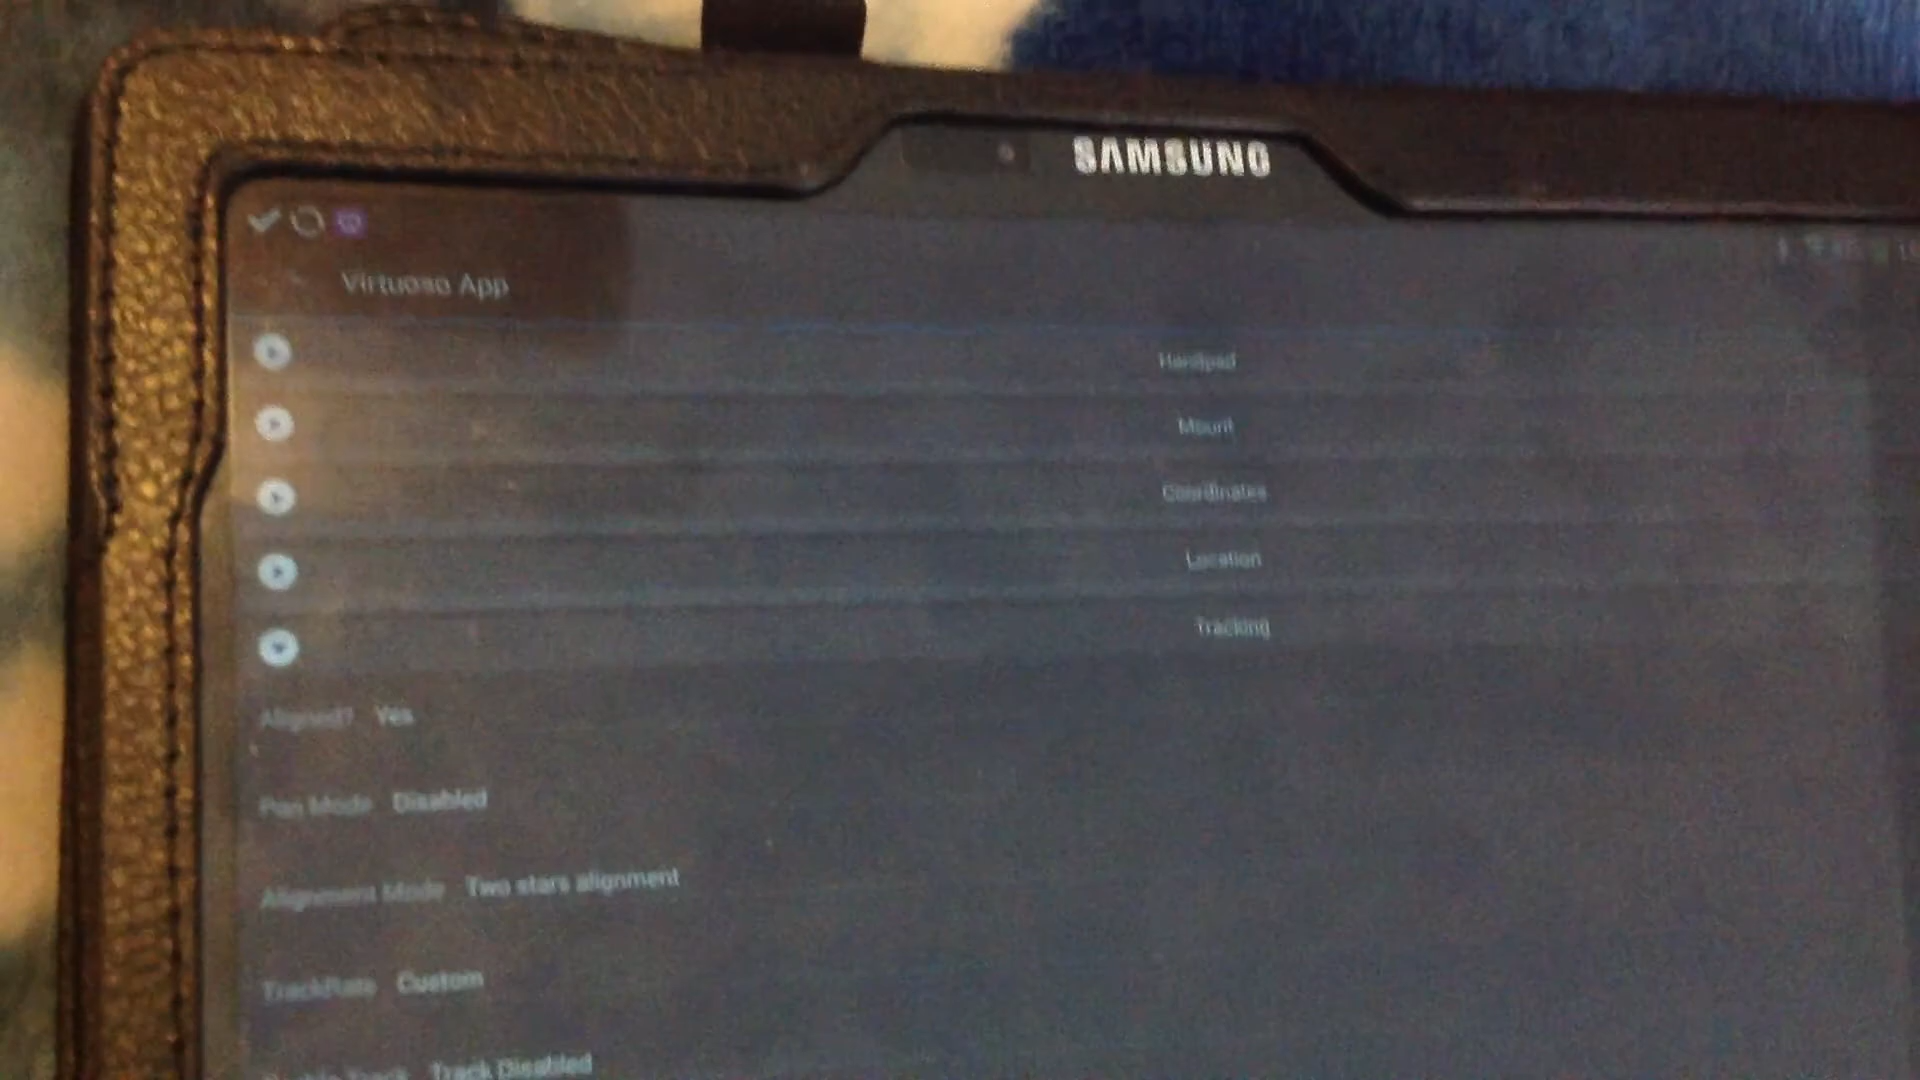 SAMSUNG
Virtuoso App
Handpad
Mount
Coordinates
Location
Tracking
Aligned? Yes
Pan Mode Disabled
Alignment Mode Two stars alignment
TrackRate Custom
Track Track Disabled